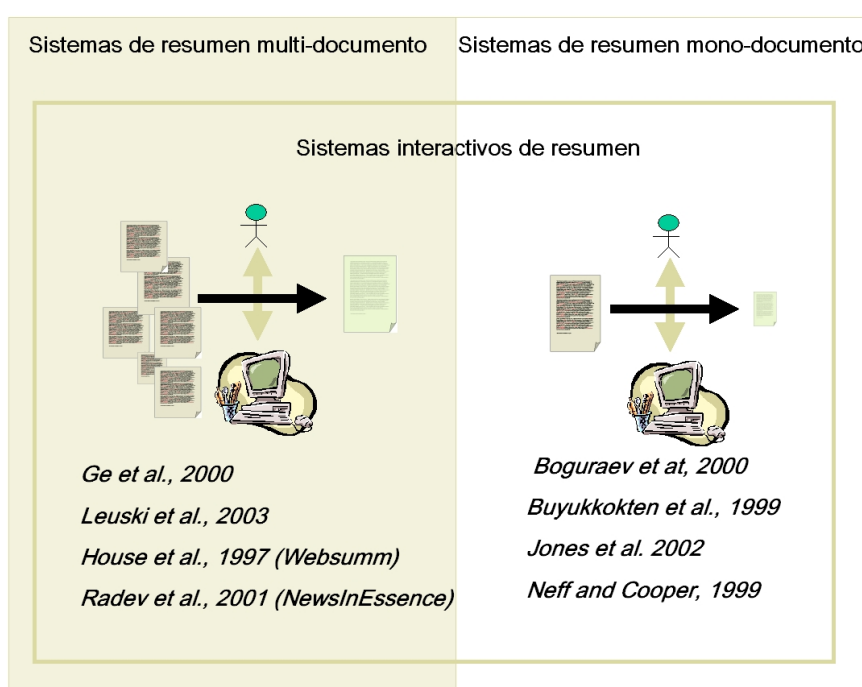 Sistemas de resumen multi-documento
Sistemas de resumen mono-documento
Sistemas interactivos de resumen
Ge et al., 2000
Leuski et al., 2003
House et al., 1997 (Websumm)
Radev et al., 2001 (NewsInEssence)
Boguraev et at, 2000
Buyukkokten et al., 1999
Jones et al. 2002
Neff and Cooper, 1999